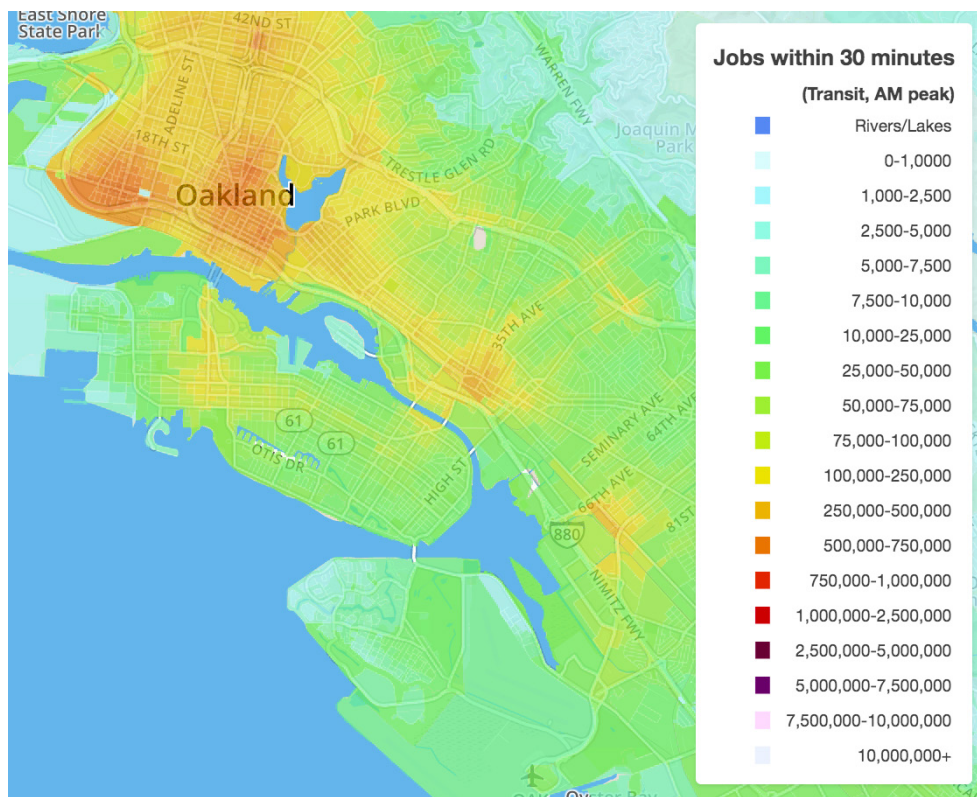 East Shore
State Park
42ND ST
ADELINE ST
18TH ST
Oakland
WARREN FWY
Joaquin M
Park
TRESTLE GLEN RD
PARK BLVD
35TH AVE
61
61
OTIS DR
HIGH ST
SEMINARY AVE
64TH AVE
66TH AVE
81ST
880
NIMITZ FWY
OAK
Oyster Bay
Jobs within 30 minutes
(Transit, AM peak)
Rivers/Lakes
0-1,0000
1,000-2,500
2,500-5,000
5,000-7,500
7,500-10,000
10,000-25,000
25,000-50,000
50,000-75,000
75,000-100,000
100,000-250,000
250,000-500,000
500,000-750,000
750,000-1,000,000
1,000,000-2,500,000
2,500,000-5,000,000
5,000,000-7,500,000
7,500,000-10,000,000
10,000,000+